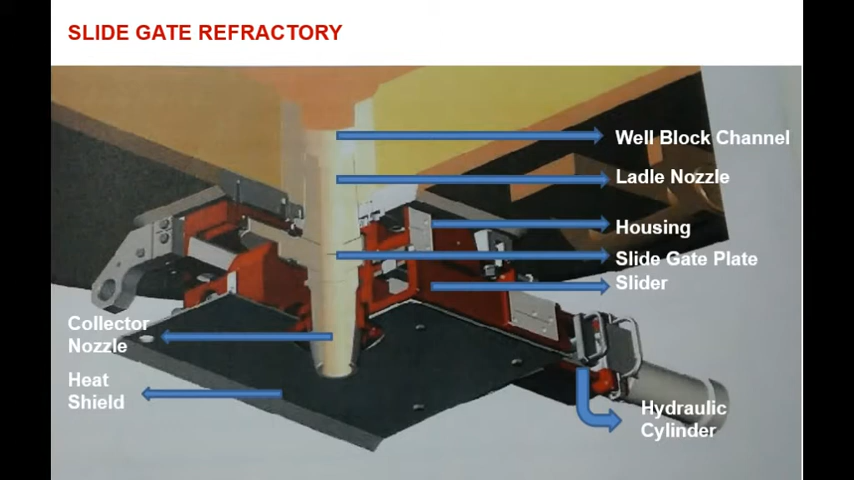 SLIDE GATE REFRACTORY
Well Block Channel
Ladle Nozzle
Housing
Slide Gate Plate
Slider
Collector
Nozzle
Heat
Shield
Hydraulic
Cylinder